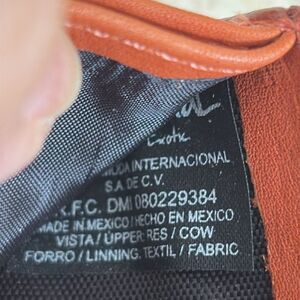 Exotic
MODA INTERNACIONAL
S.A DE C.V.
R.F.C. DMI 080229384
MADE IN MEXICO/HECHO EN MEXICO
VISTA / UPPER RES / COW
FORRO / LINNING. TEXTIL / FABRIC